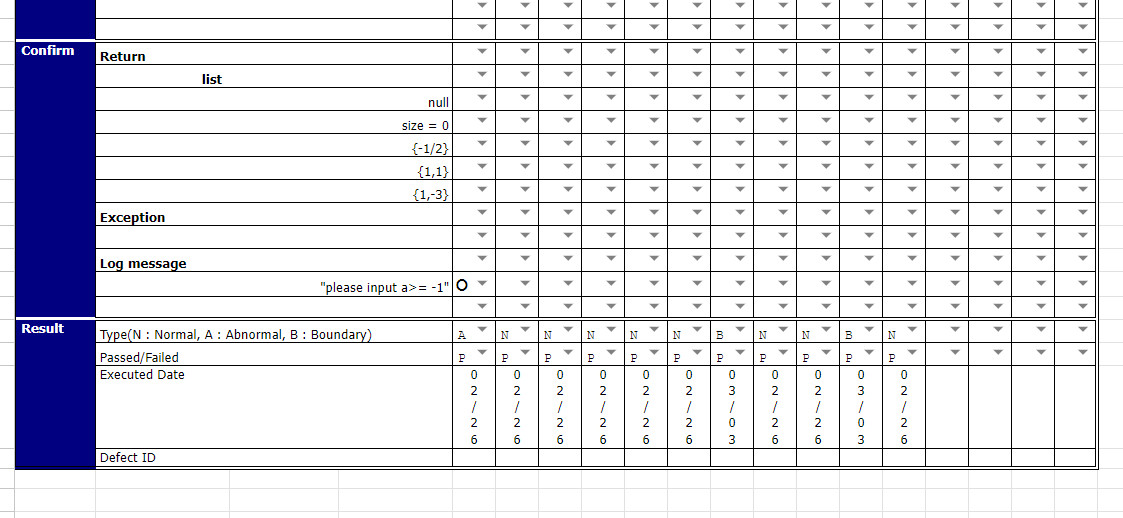 Confirm
Return
list
null
size = 0
{-1/2}
{1,1}
{1,-3}
Exception
Log message
"please input a>= -1" O
Result
Type(N : Normal, A : Abnormal, B : Boundary) A N N N N N B N N B N
Passed/Failed P P P P P P P P P P P
Executed Date 02/26 02/26 02/26 02/26 02/26 02/26 03/03 02/26 02/26 03/03 02/26
Defect ID